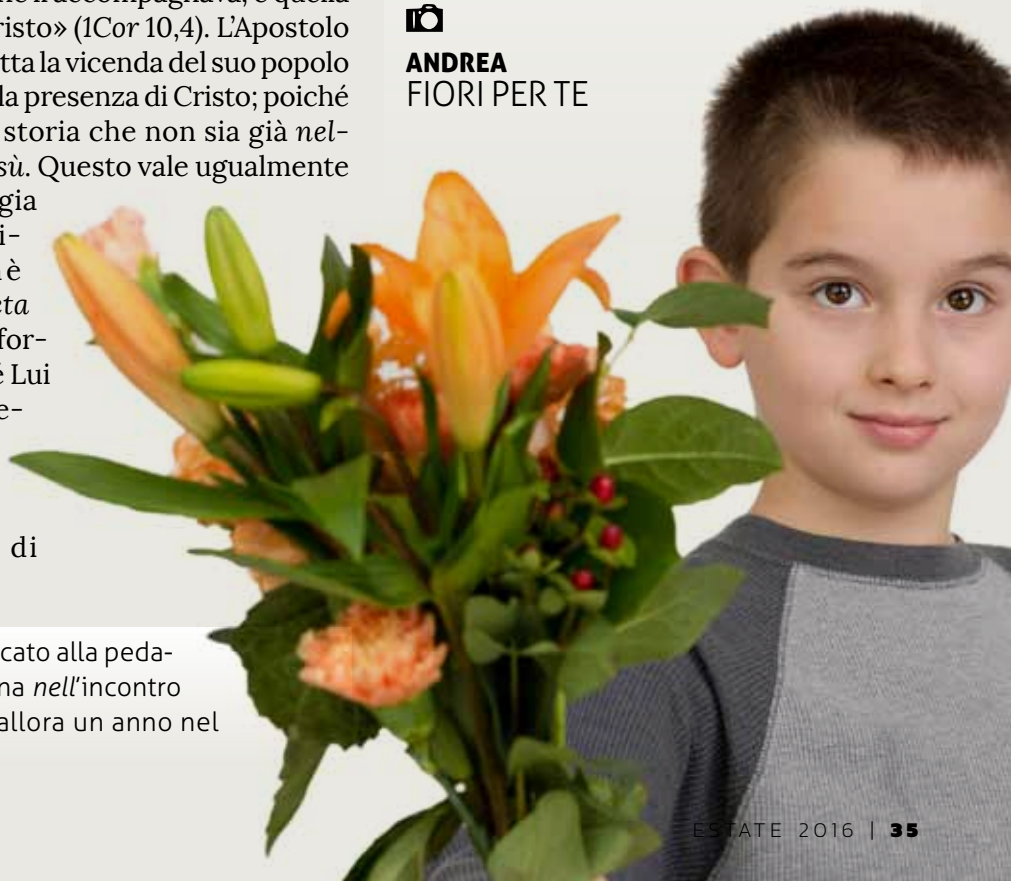 risto» (1Cor 10,4). L’Apostolo
tta la vicenda del suo popolo
la presenza di Cristo; poiché
storia che non sia già nel-
sù. Questo vale ugualmente
gia
i-
è
eta
for-
é Lui
e-
di
cato alla peda-
na nell’incontro
allora un anno nel
ANDREA
FIORI PER TE
ESTATE 2016 | 35